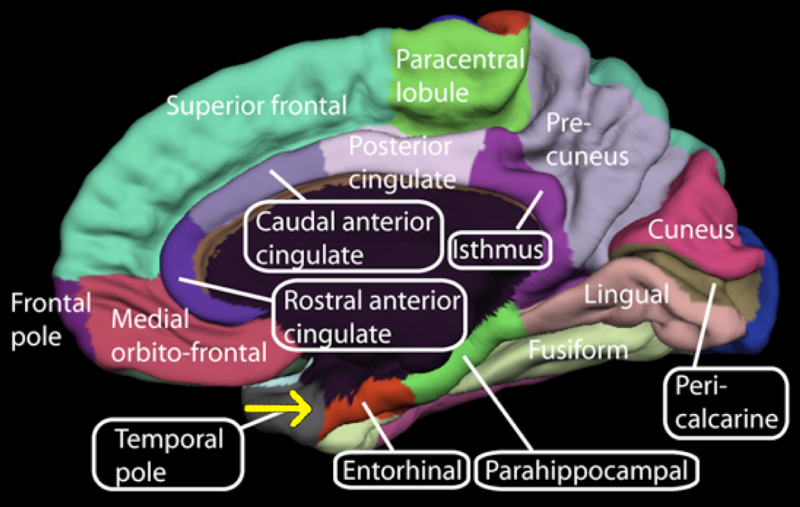 Paracentral
lobule
Superior frontal
Pre-
cuneus
Posterior
cingulate
Caudal anterior
cingulate
Isthmus
Cuneus
Rostral anterior
cingulate
Lingual
Frontal
pole
Medial
orbito-frontal
Fusiform
Peri-
calcarine
Temporal
pole
Entorhinal
Parahippocampal